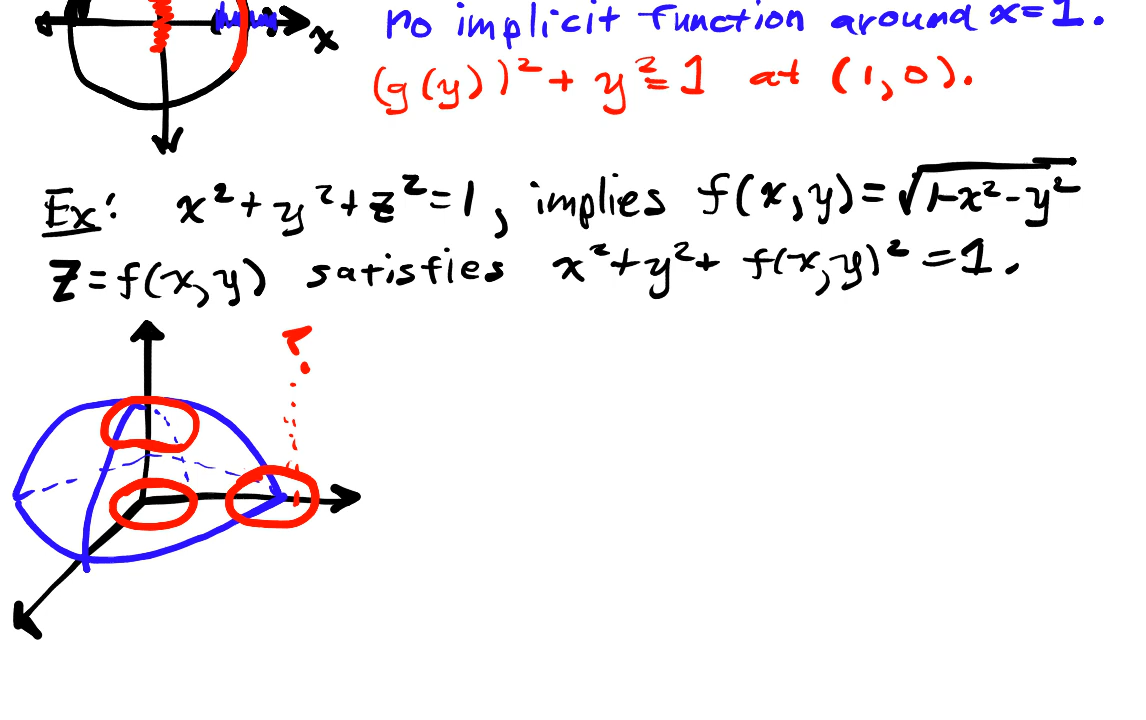 x
no implicit function around x=1.
(g(y))²+ y²=1 at (1,0).
Ex: x²+y²+z²=1, implies f(x,y)=√1-x²-y²
z=f(x,y) satisfies x²+y²+ f(x,y)²=1.
?